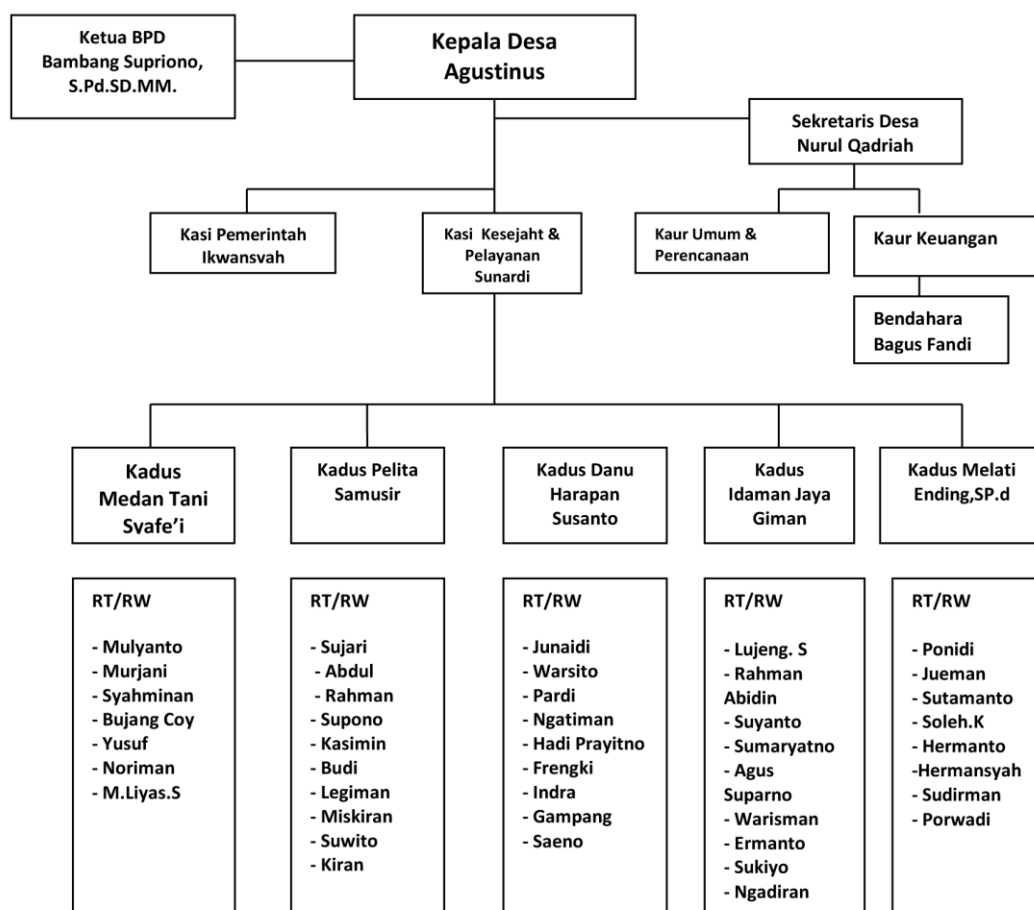 Ketua BPD
Bambang Supriono,
S.Pd.SD.MM.
Kepala Desa
Agustinus
Sekretaris Desa
Nurul Qadriah
Kasi Pemerintah
Ikwansvah
Kasi Kesejaht &
Pelayanan
Sunardi
Kaur Umum &
Perencanaan
Kaur Keuangan
Bendahara
Bagus Fandi
Kadus
Medan Tani
Svafe'i
Kadus Pelita
Samusir
Kadus Danu
Harapan
Susanto
Kadus
Idaman Jaya
Giman
Kadus Melati
Ending,SP.d
RT/RW
- Mulyanto
- Murjani
- Syahminan
- Bujang Coy
- Yusuf
- Noriman
- M.Liyas.S
RT/RW
- Sujari
- Abdul
- Rahman
- Supono
- Kasimin
- Budi
- Legiman
- Miskiran
- Suwito
- Kiran
RT/RW
- Junaidi
- Warsito
- Pardi
- Ngatiman
- Hadi Prayitno
- Frengki
- Indra
- Gampang
- Saeno
RT/RW
- Lujeng. S
- Rahman
Abidin
- Suyanto
- Sumaryatno
- Agus
Suparno
- Warisman
- Ermanto
- Sukiyo
- Ngadiran
RT/RW
- Ponidi
- Jueman
- Sutamanto
- Soleh.K
- Hermanto
-Hermansyah
- Sudirman
- Porwadi